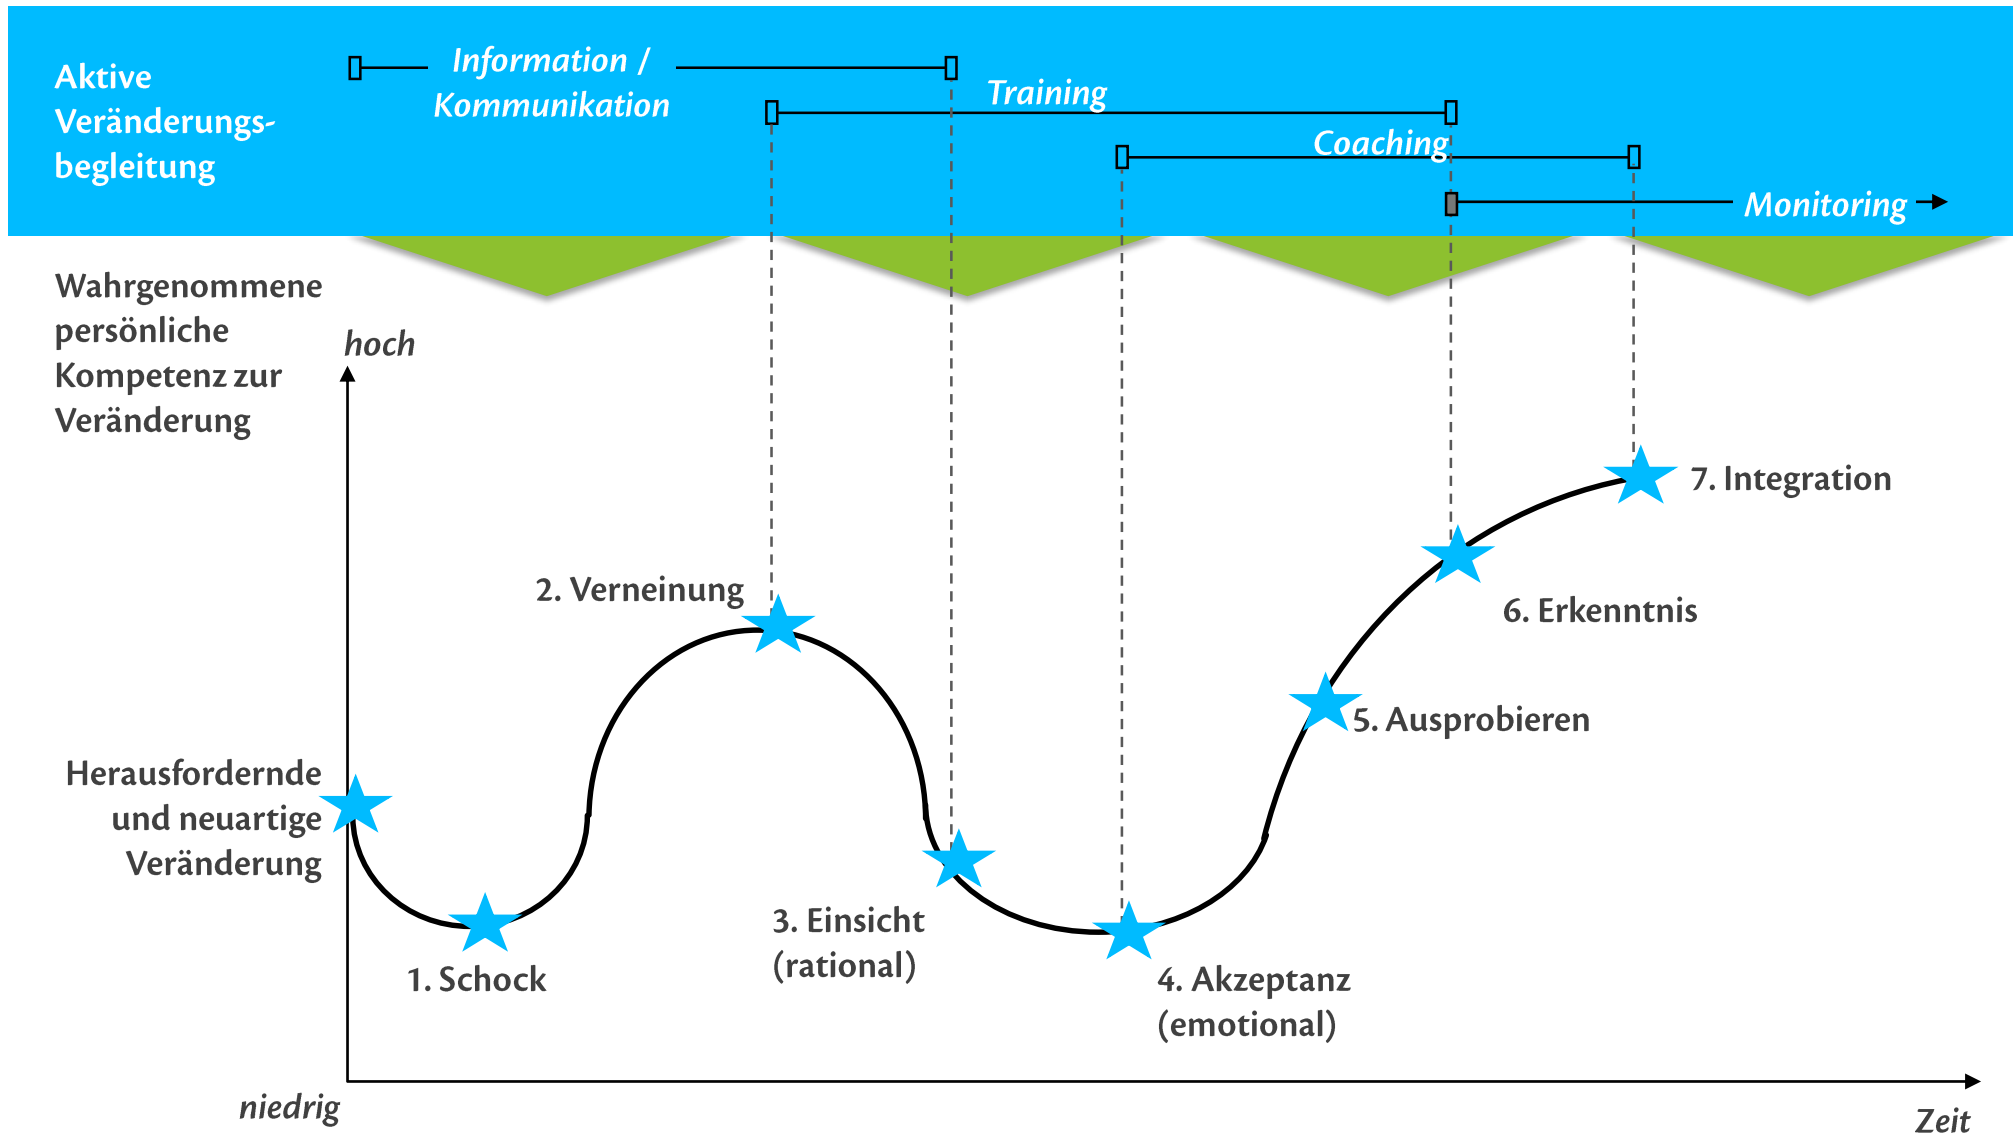 Aktive
Veränderungs-
begleitung
Information /
Kommunikation
Training
Coaching
Monitoring
Wahrgenommene
persönliche
Kompetenz zur
Veränderung
hoch
7. Integration
2. Verneinung
6. Erkenntnis
5. Ausprobieren
Herausfordernde
und neuartige
Veränderung
3. Einsicht
(rational)
1. Schock
4. Akzeptanz
(emotional)
niedrig
Zeit